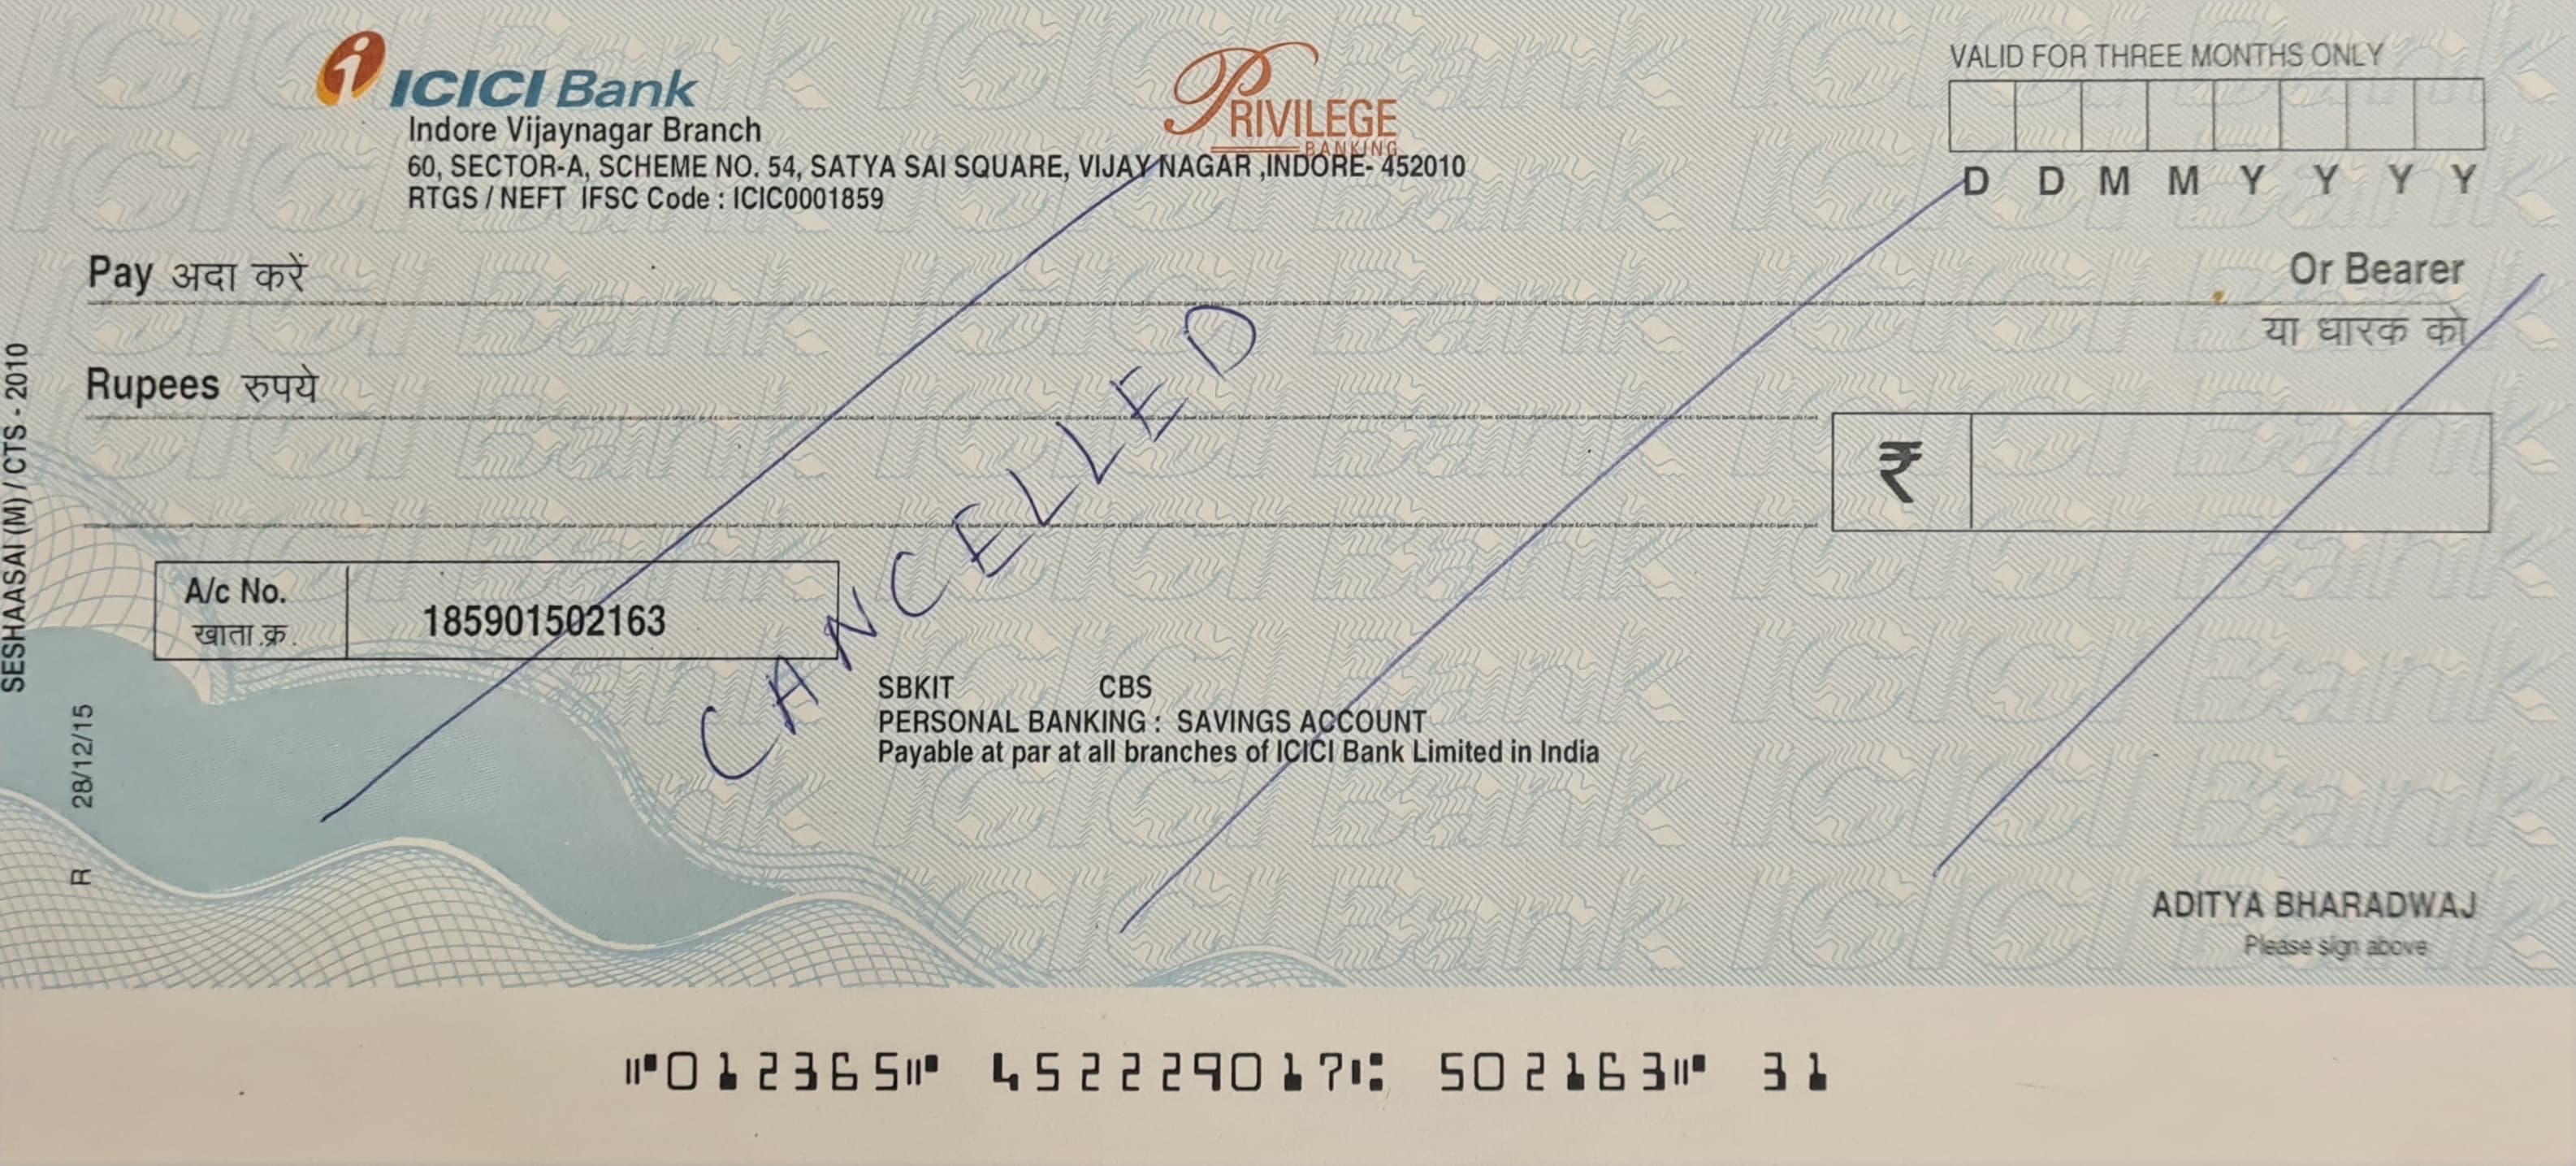 ICICI Bank
PRIVILEGE
BANKING
Indore Vijaynagar Branch
60, SECTOR-A, SCHEME NO. 54, SATYA SAI SQUARE, VIJAY NAGAR ,INDORE- 452010
RTGS / NEFT IFSC Code : ICIC0001859
VALID FOR THREE MONTHS ONLY
D D M M Y Y Y Y
Pay अदा करें
Or Bearer
या धारक को
Rupees रुपये
₹
CANCELLED
A/c No.
खाता.क्र.
185901502163
SBKIT CBS
PERSONAL BANKING : SAVINGS ACCOUNT
Payable at par at all branches of ICICI Bank Limited in India
SESHAASAI (M) / CTS - 2010
R 28/12/15
ADITYA BHARADWAJ
Please sign above
⑈012365⑈ 452229017⑆ 502163⑈ 31